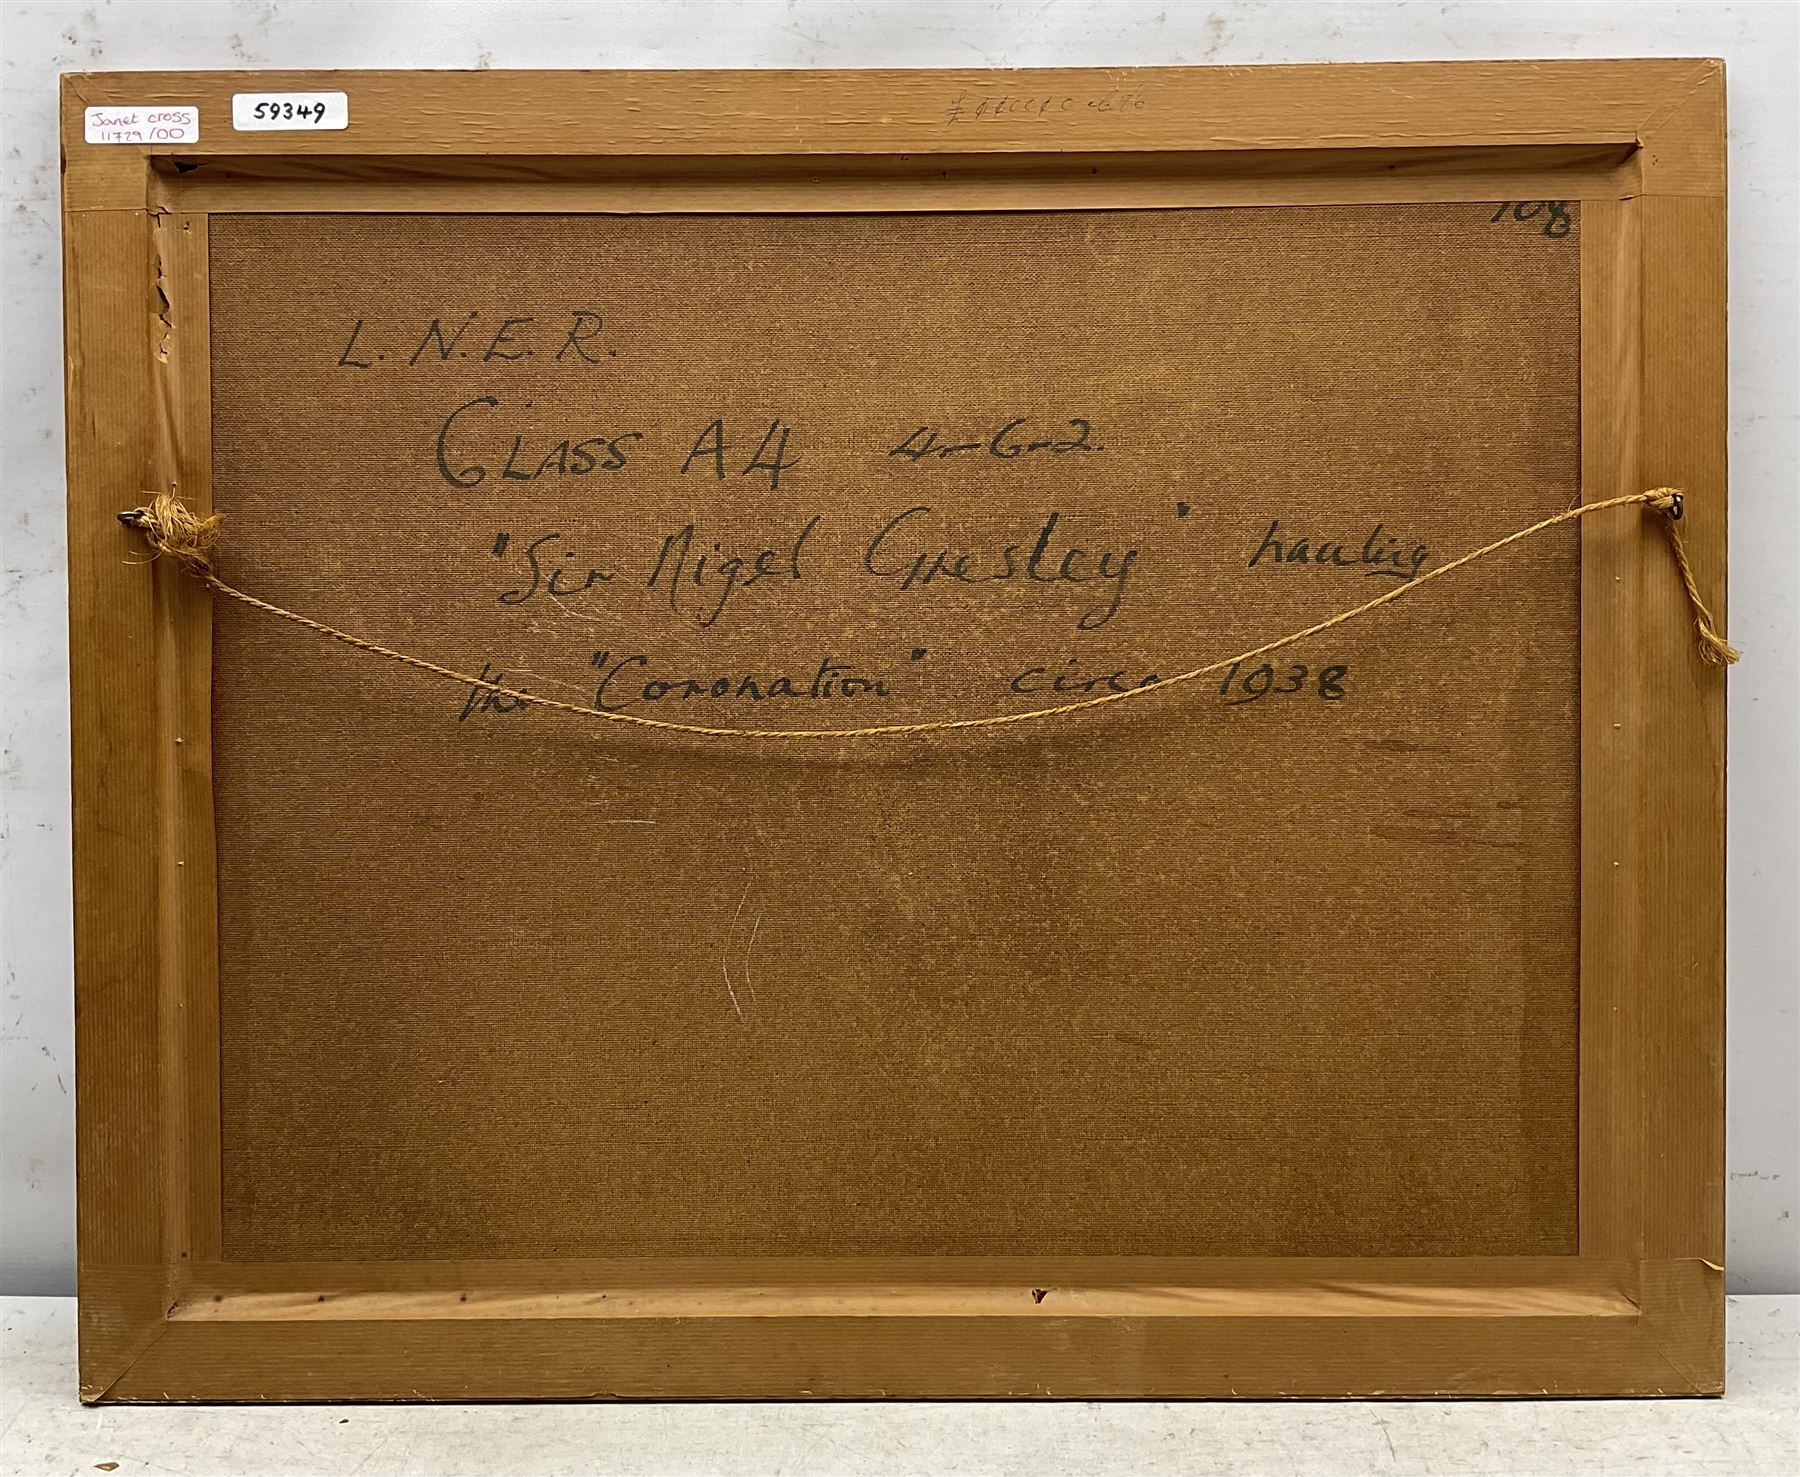 Janet cross
11729/00
59349
108
L.N.E.R.
CLASS A4 4-6-2.
"Sir Nigel Gresley" hauling
the "Coronation" circa 1938